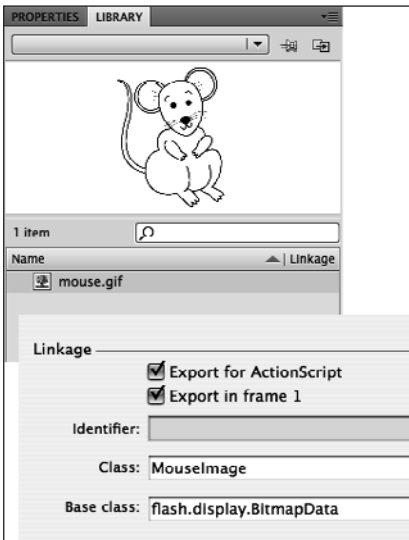 PROPERTIES LIBRARY
1 item
Name Linkage
mouse.gif
Linkage
Export for ActionScript
Export in frame 1
Identifier:
Class: MouseImage
Base class: flash.display.BitmapData